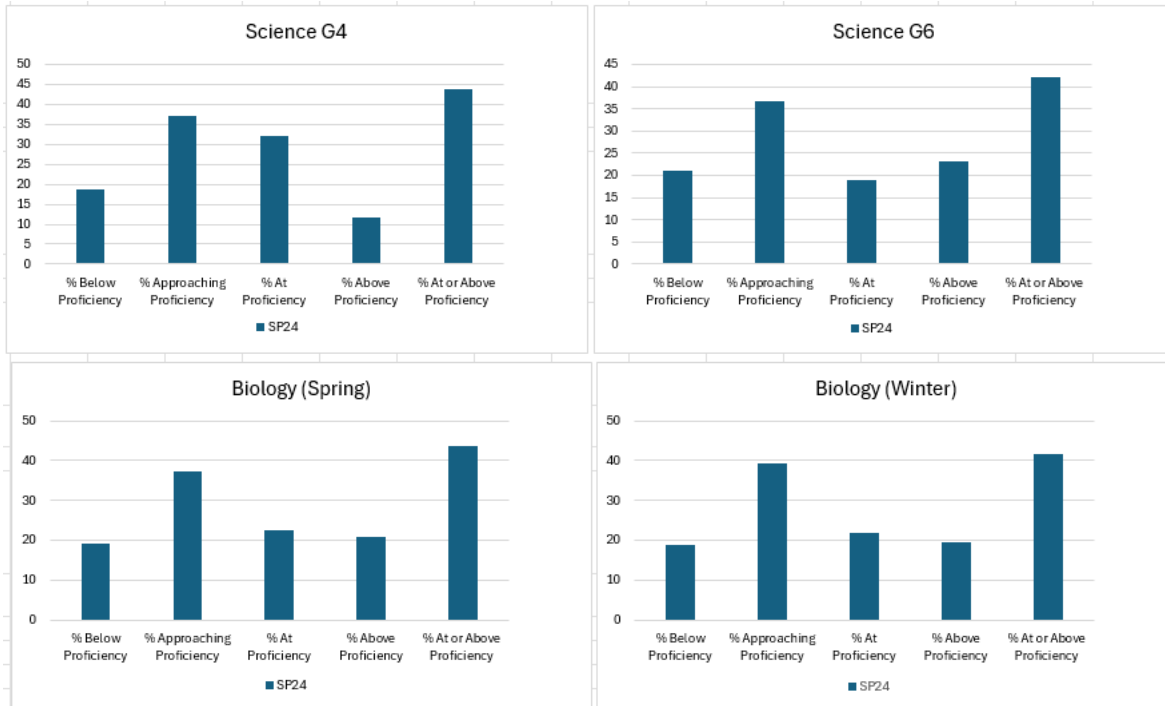 Science G4
50
45
40
35
30
25
20
15
10
5
0
% Below % Approaching % At % Above % At or Above
Proficiency Proficiency Proficiency Proficiency Proficiency
SP24
Science G6
45
40
35
30
25
20
15
10
5
0
% Below % Approaching % At % Above % At or Above
Proficiency Proficiency Proficiency Proficiency Proficiency
SP24
Biology (Spring)
50
40
30
20
10
0
% Below % Approaching % At % Above % At or Above
Proficiency Proficiency Proficiency Proficiency Proficiency
SP24
Biology (Winter)
50
40
30
20
10
0
% Below % Approaching % At % Above % At or Above
Proficiency Proficiency Proficiency Proficiency Proficiency
SP24